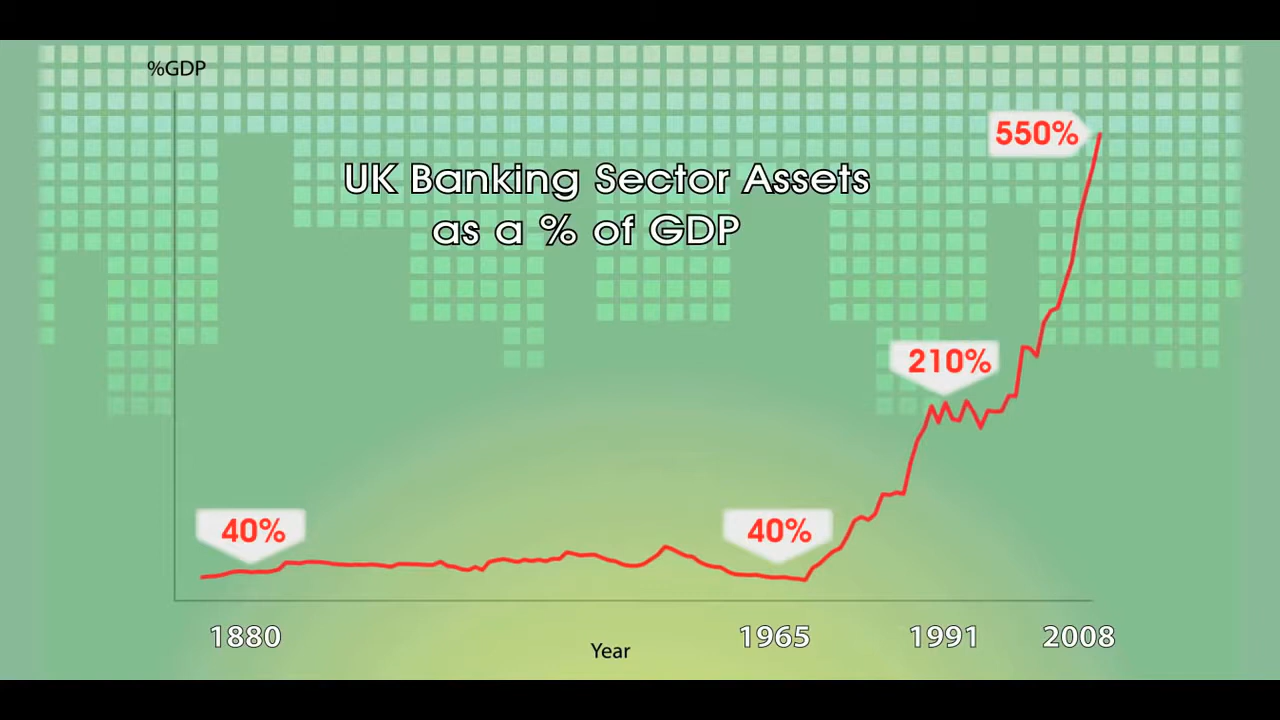 %GDP
550%
UK Banking Sector Assets
as a % of GDP
210%
40%
40%
1880
1965
1991
2008
Year